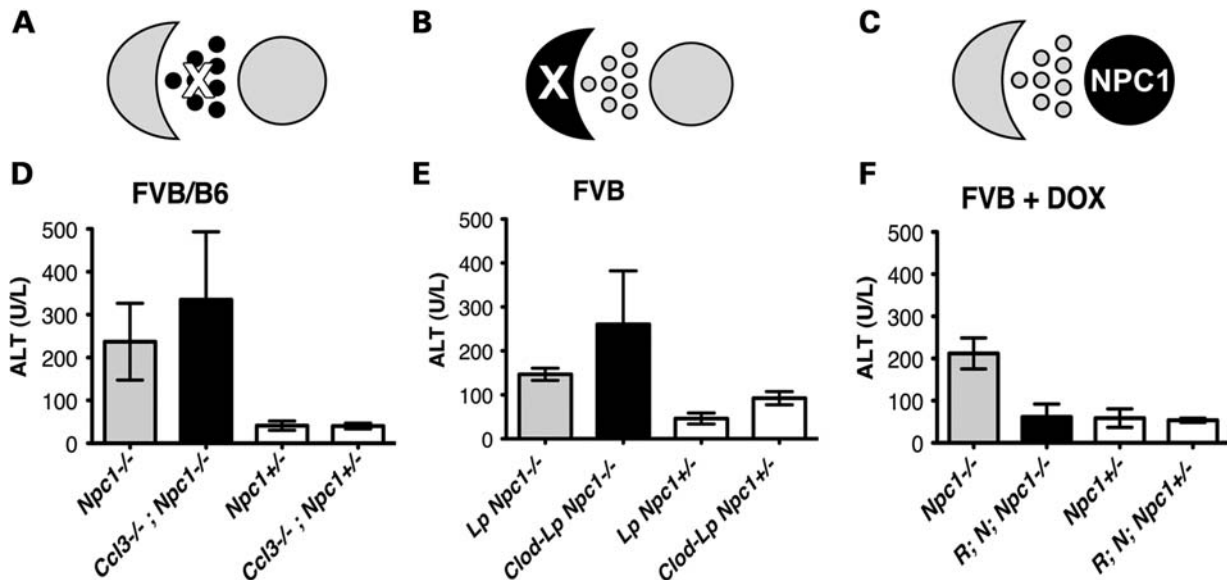 A
B
C
X
X
NPC1
D
E
F
FVB/B6
FVB
FVB + DOX
ALT (U/L)
500
400
300
200
100
0
Npc1-/-
Ccl3-/- ; Npc1-/-
Npc1+/-
Ccl3-/- ; Npc1+/-
ALT (U/L)
500
400
300
200
100
0
Lp Npc1-/-
Clod-Lp Npc1-/-
Lp Npc1+/-
Clod-Lp Npc1+/-
ALT (U/L)
500
400
300
200
100
0
Npc1-/-
R; N; Npc1-/-
Npc1+/-
R; N; Npc1+/-